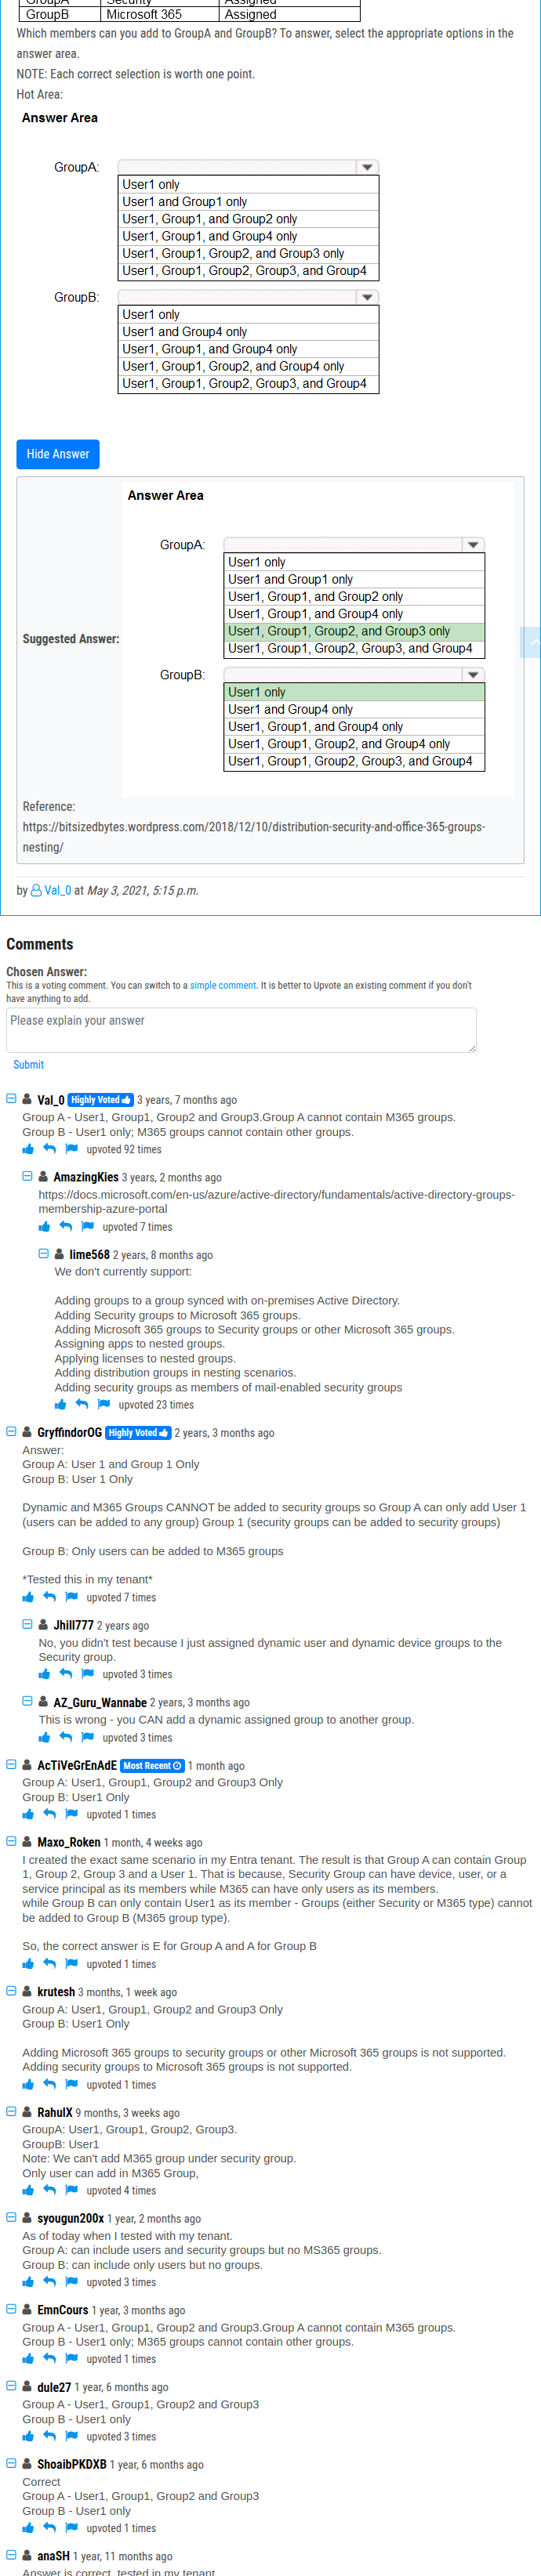 GroupA Security Assigned
GroupB Microsoft 365 Assigned
Which members can you add to GroupA and GroupB? To answer, select the appropriate options in the
answer area.
NOTE: Each correct selection is worth one point.
Hot Area:
Answer Area
GroupA:
User1 only
User1 and Group1 only
User1, Group1, and Group2 only
User1, Group1, and Group4 only
User1, Group1, Group2, and Group3 only
User1, Group1, Group2, Group3, and Group4
GroupB:
User1 only
User1 and Group4 only
User1, Group1, and Group4 only
User1, Group1, Group2, and Group4 only
User1, Group1, Group2, Group3, and Group4
Hide Answer
Suggested Answer:
Answer Area
GroupA:
User1 only
User1 and Group1 only
User1, Group1, and Group2 only
User1, Group1, and Group4 only
User1, Group1, Group2, and Group3 only
User1, Group1, Group2, Group3, and Group4
GroupB:
User1 only
User1 and Group4 only
User1, Group1, and Group4 only
User1, Group1, Group2, and Group4 only
User1, Group1, Group2, Group3, and Group4
Reference:
https://bitsizedbytes.wordpress.com/2018/12/10/distribution-security-and-office-365-groups-
nesting/
by Val_0 at May 3, 2021, 5:15 p.m.
Comments
Chosen Answer:
This is a voting comment. You can switch to a simple comment. It is better to Upvote an existing comment if you don't
have anything to add.
Please explain your answer
Submit
Val_0 Highly Voted 3 years, 7 months ago
Group A - User1, Group1, Group2 and Group3.Group A cannot contain M365 groups.
Group B - User1 only; M365 groups cannot contain other groups.
upvoted 92 times
AmazingKies 3 years, 2 months ago
https://docs.microsoft.com/en-us/azure/active-directory/fundamentals/active-directory-groups-
membership-azure-portal
upvoted 7 times
lime568 2 years, 8 months ago
We don't currently support:
Adding groups to a group synced with on-premises Active Directory.
Adding Security groups to Microsoft 365 groups.
Adding Microsoft 365 groups to Security groups or other Microsoft 365 groups.
Assigning apps to nested groups.
Applying licenses to nested groups.
Adding distribution groups in nesting scenarios.
Adding security groups as members of mail-enabled security groups
upvoted 23 times
GryffindorOG Highly Voted 2 years, 3 months ago
Answer:
Group A: User 1 and Group 1 Only
Group B: User 1 Only
Dynamic and M365 Groups CANNOT be added to security groups so Group A can only add User 1
(users can be added to any group) Group 1 (security groups can be added to security groups)
Group B: Only users can be added to M365 groups
*Tested this in my tenant*
upvoted 7 times
Jhill777 2 years ago
No, you didn't test because I just assigned dynamic user and dynamic device groups to the
Security group.
upvoted 3 times
AZ_Guru_Wannabe 2 years, 3 months ago
This is wrong - you CAN add a dynamic assigned group to another group.
upvoted 3 times
AcTiVeGrEnAdE Most Recent 1 month ago
Group A: User1, Group1, Group2 and Group3 Only
Group B: User1 Only
upvoted 1 times
Maxo_Roken 1 month, 4 weeks ago
I created the exact same scenario in my Entra tenant. The result is that Group A can contain Group
1, Group 2, Group 3 and a User 1. That is because, Security Group can have device, user, or a
service principal as its members while M365 can have only users as its members.
while Group B can only contain User1 as its member - Groups (either Security or M365 type) cannot
be added to Group B (M365 group type).
So, the correct answer is E for Group A and A for Group B
upvoted 1 times
krutesh 3 months, 1 week ago
Group A: User1, Group1, Group2 and Group3 Only
Group B: User1 Only
Adding Microsoft 365 groups to security groups or other Microsoft 365 groups is not supported.
Adding security groups to Microsoft 365 groups is not supported.
upvoted 1 times
RahulX 9 months, 3 weeks ago
GroupA: User1, Group1, Group2, Group3.
GroupB: User1
Note: We can't add M365 group under security group.
Only user can add in M365 Group,
upvoted 4 times
syougun200x 1 year, 2 months ago
As of today when I tested with my tenant.
Group A: can include users and security groups but no MS365 groups.
Group B: can include only users but no groups.
upvoted 3 times
EmnCours 1 year, 3 months ago
Group A - User1, Group1, Group2 and Group3.Group A cannot contain M365 groups.
Group B - User1 only; M365 groups cannot contain other groups.
upvoted 1 times
dule27 1 year, 6 months ago
Group A - User1, Group1, Group2 and Group3
Group B - User1 only
upvoted 3 times
ShoaibPKDXB 1 year, 6 months ago
Correct
Group A - User1, Group1, Group2 and Group3
Group B - User1 only
upvoted 1 times
anaSH 1 year, 11 months ago
Answer is correct, tested in my tenant